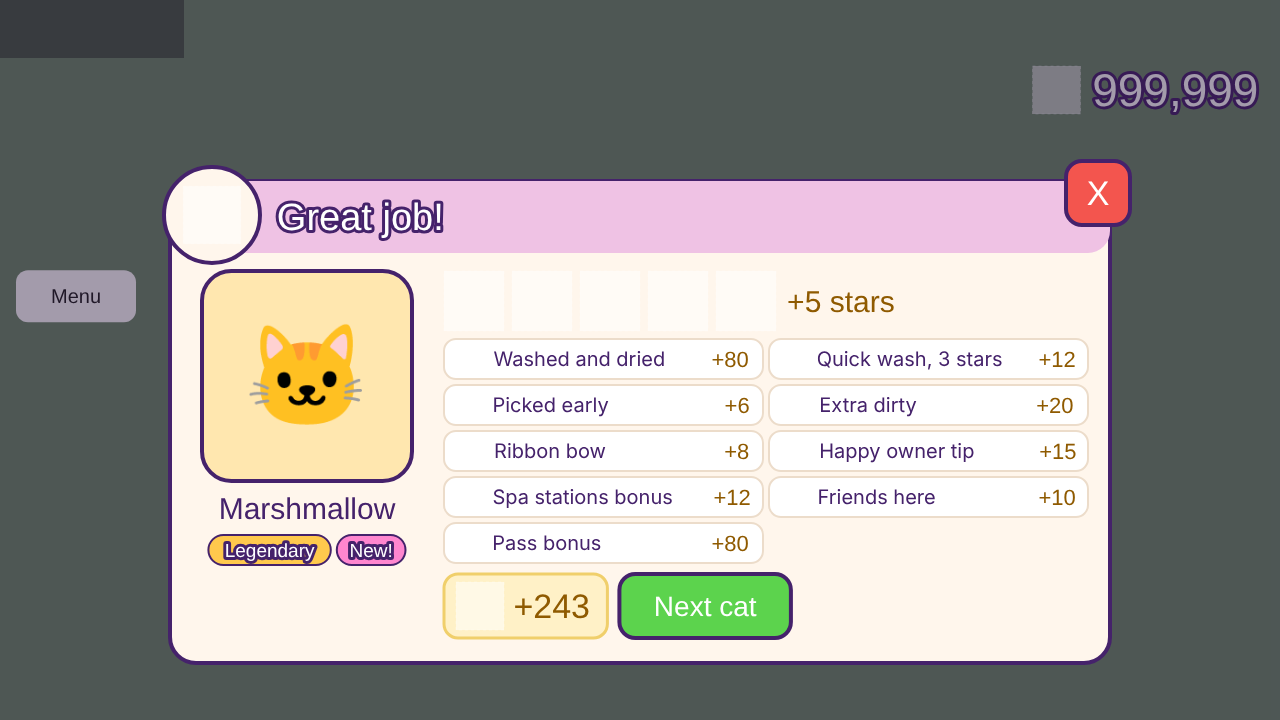 999,999
Great job!
X
Menu
+5 stars
Washed and dried +80
Quick wash, 3 stars +12
Picked early +6
Extra dirty +20
Ribbon bow +8
Happy owner tip +15
Spa stations bonus +12
Friends here +10
Pass bonus +80
Marshmallow
Legendary New!
+243
Next cat